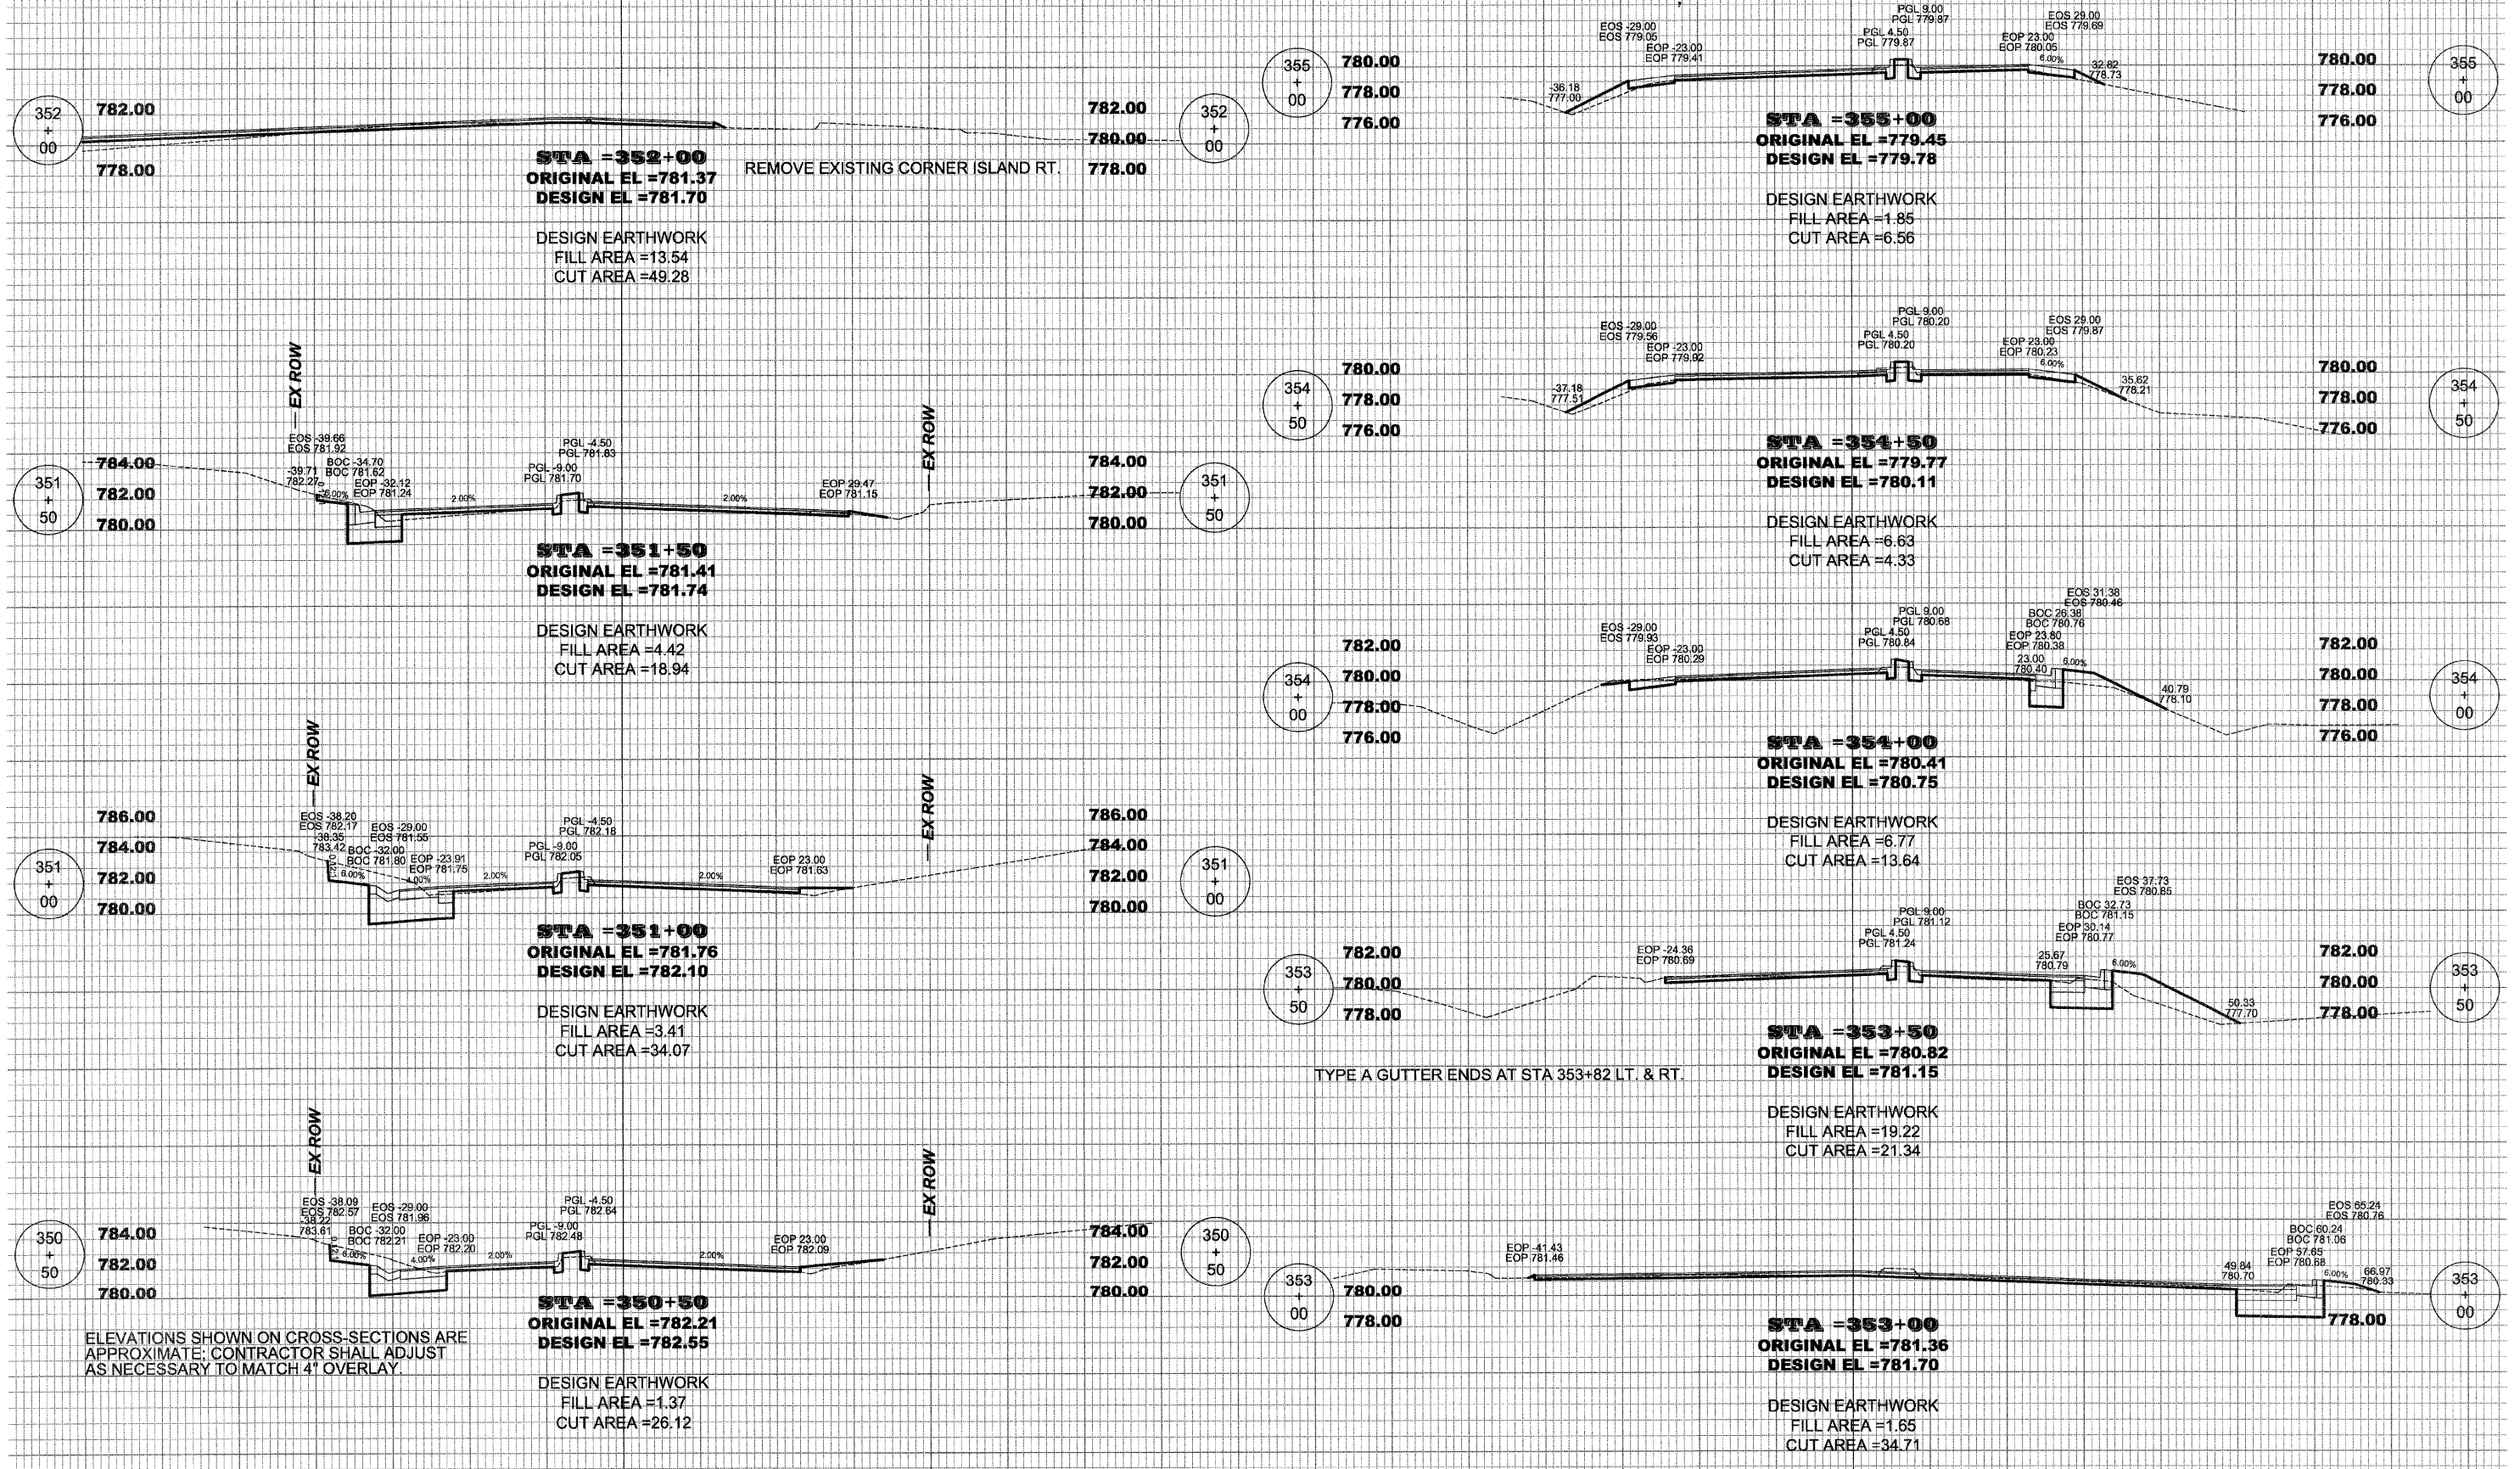 352
+
00
782.00
778.00
782.00
780.00
778.00
352
+
00
STA =352+00
ORIGINAL EL =781.37
DESIGN EL =781.70
REMOVE EXISTING CORNER ISLAND RT.
DESIGN EARTHWORK
FILL AREA =13.54
CUT AREA =49.28
EX ROW
EX ROW
EOS -39.66
EOS 781.92
-39.71
782.27
BOC -34.70
BOC 781.62
EOP -32.12
EOP 781.24
6.00%
2.00%
PGL -4.50
PGL 781.83
PGL -9.00
PGL 781.70
2.00%
EOP 29.47
EOP 781.15
351
+
50
784.00
782.00
780.00
784.00
782.00
780.00
351
+
50
STA =351+50
ORIGINAL EL =781.41
DESIGN EL =781.74
DESIGN EARTHWORK
FILL AREA =4.42
CUT AREA =18.94
EX ROW
EX ROW
EOS -38.20
EOS 782.17
-38.35
783.42
EOS -29.00
EOS 781.55
BOC -32.00
BOC 781.80
EOP -23.91
EOP 781.75
6.00%
4.00%
2.00%
PGL -4.50
PGL 782.18
PGL -9.00
PGL 782.05
2.00%
EOP 23.00
EOP 781.63
351
+
00
786.00
784.00
782.00
780.00
786.00
784.00
782.00
780.00
351
+
00
STA =351+00
ORIGINAL EL =781.76
DESIGN EL =782.10
DESIGN EARTHWORK
FILL AREA =3.41
CUT AREA =34.07
EX ROW
EX ROW
EOS -38.09
EOS 782.57
-38.22
783.61
EOS -29.00
EOS 781.96
BOC -32.00
BOC 782.21
EOP -23.00
EOP 782.20
6.00%
4.00%
2.00%
PGL -4.50
PGL 782.64
PGL -9.00
PGL 782.48
2.00%
EOP 23.00
EOP 782.09
350
+
50
784.00
782.00
780.00
784.00
782.00
780.00
350
+
50
STA =350+50
ORIGINAL EL =782.21
DESIGN EL =782.55
DESIGN EARTHWORK
FILL AREA =1.37
CUT AREA =26.12
ELEVATIONS SHOWN ON CROSS-SECTIONS ARE
APPROXIMATE; CONTRACTOR SHALL ADJUST
AS NECESSARY TO MATCH 4" OVERLAY.
355
+
00
780.00
778.00
776.00
EOS -29.00
EOS 779.05
EOP -23.00
EOP 779.41
-36.18
777.00
PGL 9.00
PGL 779.87
PGL 4.50
PGL 779.87
EOS 29.00
EOS 779.69
EOP 23.00
EOP 780.05
6.00%
32.82
778.73
780.00
778.00
776.00
355
+
00
STA =355+00
ORIGINAL EL =779.45
DESIGN EL =779.78
DESIGN EARTHWORK
FILL AREA =1.85
CUT AREA =6.56
354
+
50
780.00
778.00
776.00
EOS -29.00
EOS 779.56
EOP -23.00
EOP 779.92
-37.18
777.51
PGL 9.00
PGL 780.20
PGL 4.50
PGL 780.20
EOS 29.00
EOS 779.87
EOP 23.00
EOP 780.23
6.00%
35.62
778.21
780.00
778.00
776.00
354
+
50
STA =354+50
ORIGINAL EL =779.77
DESIGN EL =780.11
DESIGN EARTHWORK
FILL AREA =6.63
CUT AREA =4.33
354
+
00
782.00
780.00
778.00
776.00
EOS -29.00
EOS 779.93
EOP -23.00
EOP 780.29
PGL 9.00
PGL 780.68
PGL 4.50
PGL 780.84
EOS 31.38
EOS 780.46
BOC 26.38
BOC 780.76
EOP 23.80
EOP 780.38
23.00
780.40
6.00%
40.79
778.10
782.00
780.00
778.00
776.00
354
+
00
STA =354+00
ORIGINAL EL =780.41
DESIGN EL =780.75
DESIGN EARTHWORK
FILL AREA =6.77
CUT AREA =13.64
353
+
50
782.00
780.00
778.00
EOP -24.36
EOP 780.69
PGL 9.00
PGL 781.12
PGL 4.50
PGL 781.24
EOS 37.73
EOS 780.85
BOC 32.73
BOC 781.15
EOP 30.14
EOP 780.77
25.67
780.79
6.00%
50.33
777.70
782.00
780.00
778.00
353
+
50
STA =353+50
ORIGINAL EL =780.82
DESIGN EL =781.15
TYPE A GUTTER ENDS AT STA 353+82 LT. & RT.
DESIGN EARTHWORK
FILL AREA =19.22
CUT AREA =21.34
353
+
00
780.00
778.00
EOP -41.43
EOP 781.46
EOS 65.24
EOS 780.76
BOC 60.24
BOC 781.06
EOP 57.65
EOP 780.68
49.84
780.70
6.00%
66.97
780.33
778.00
353
+
00
STA =353+00
ORIGINAL EL =781.36
DESIGN EL =781.70
DESIGN EARTHWORK
FILL AREA =1.65
CUT AREA =34.71